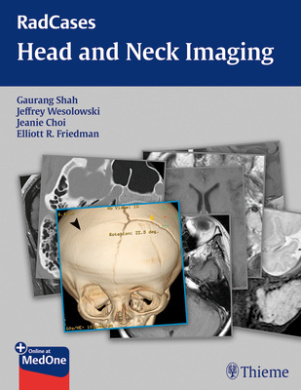 RadCases
Head and Neck Imaging
Gaurang Shah
Jeffrey Wesolowski
Jeanie Choi
Elliott R. Friedman
Rotation: 22.5 deg.
+ Online at
MedOne
Thieme